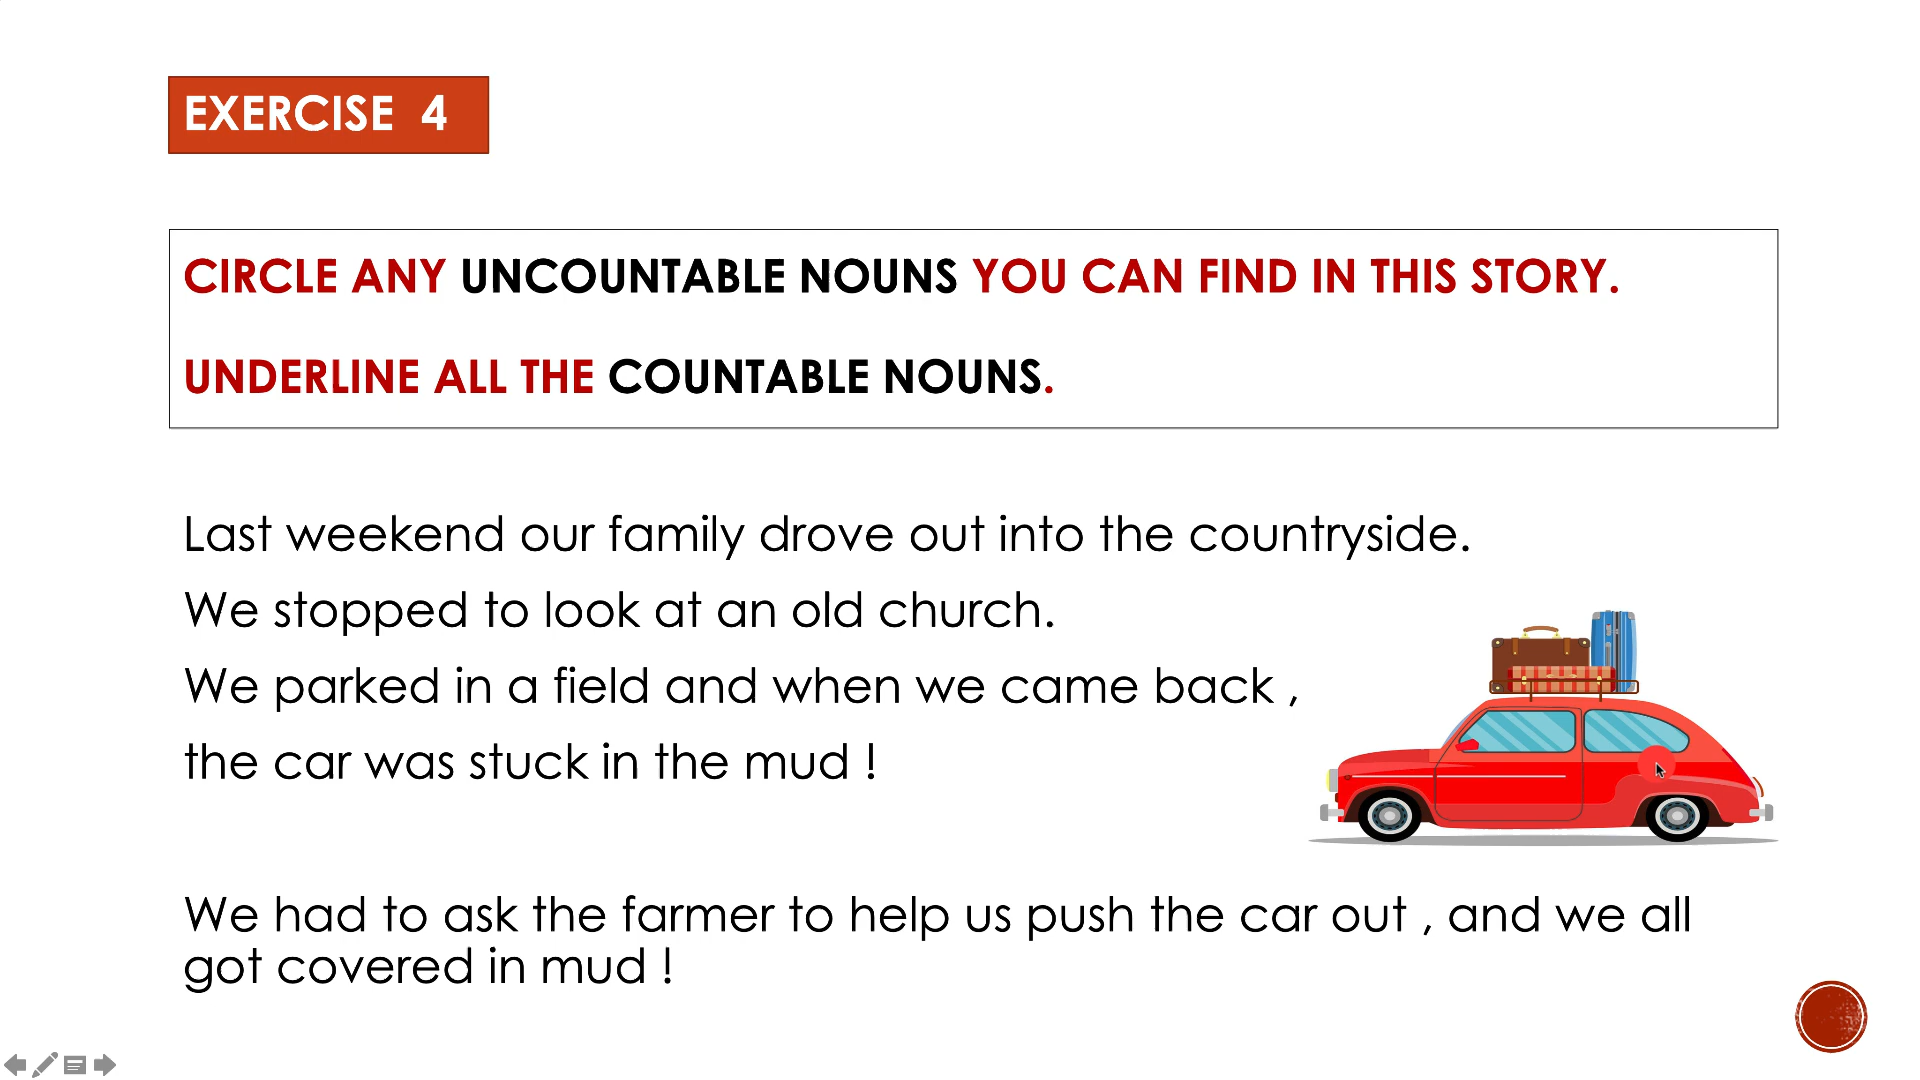 EXERCISE 4
CIRCLE ANY UNCOUNTABLE NOUNS YOU CAN FIND IN THIS STORY.
UNDERLINE ALL THE COUNTABLE NOUNS.
Last weekend our family drove out into the countryside.
We stopped to look at an old church.
We parked in a field and when we came back ,
the car was stuck in the mud !
We had to ask the farmer to help us push the car out , and we all
got covered in mud !